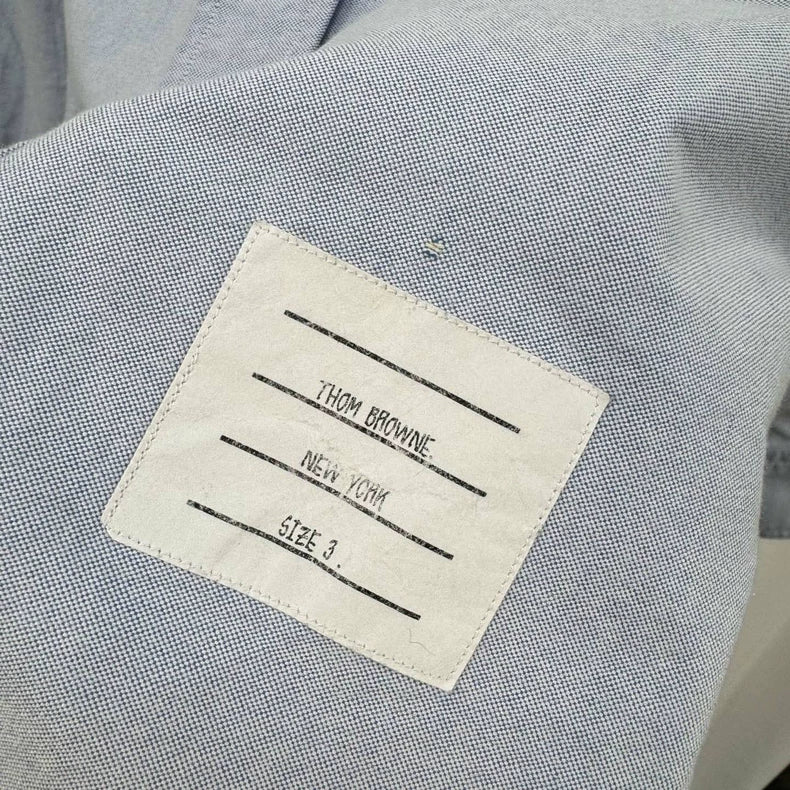 THOM BROWNE.
NEW YORK
SIZE 3.